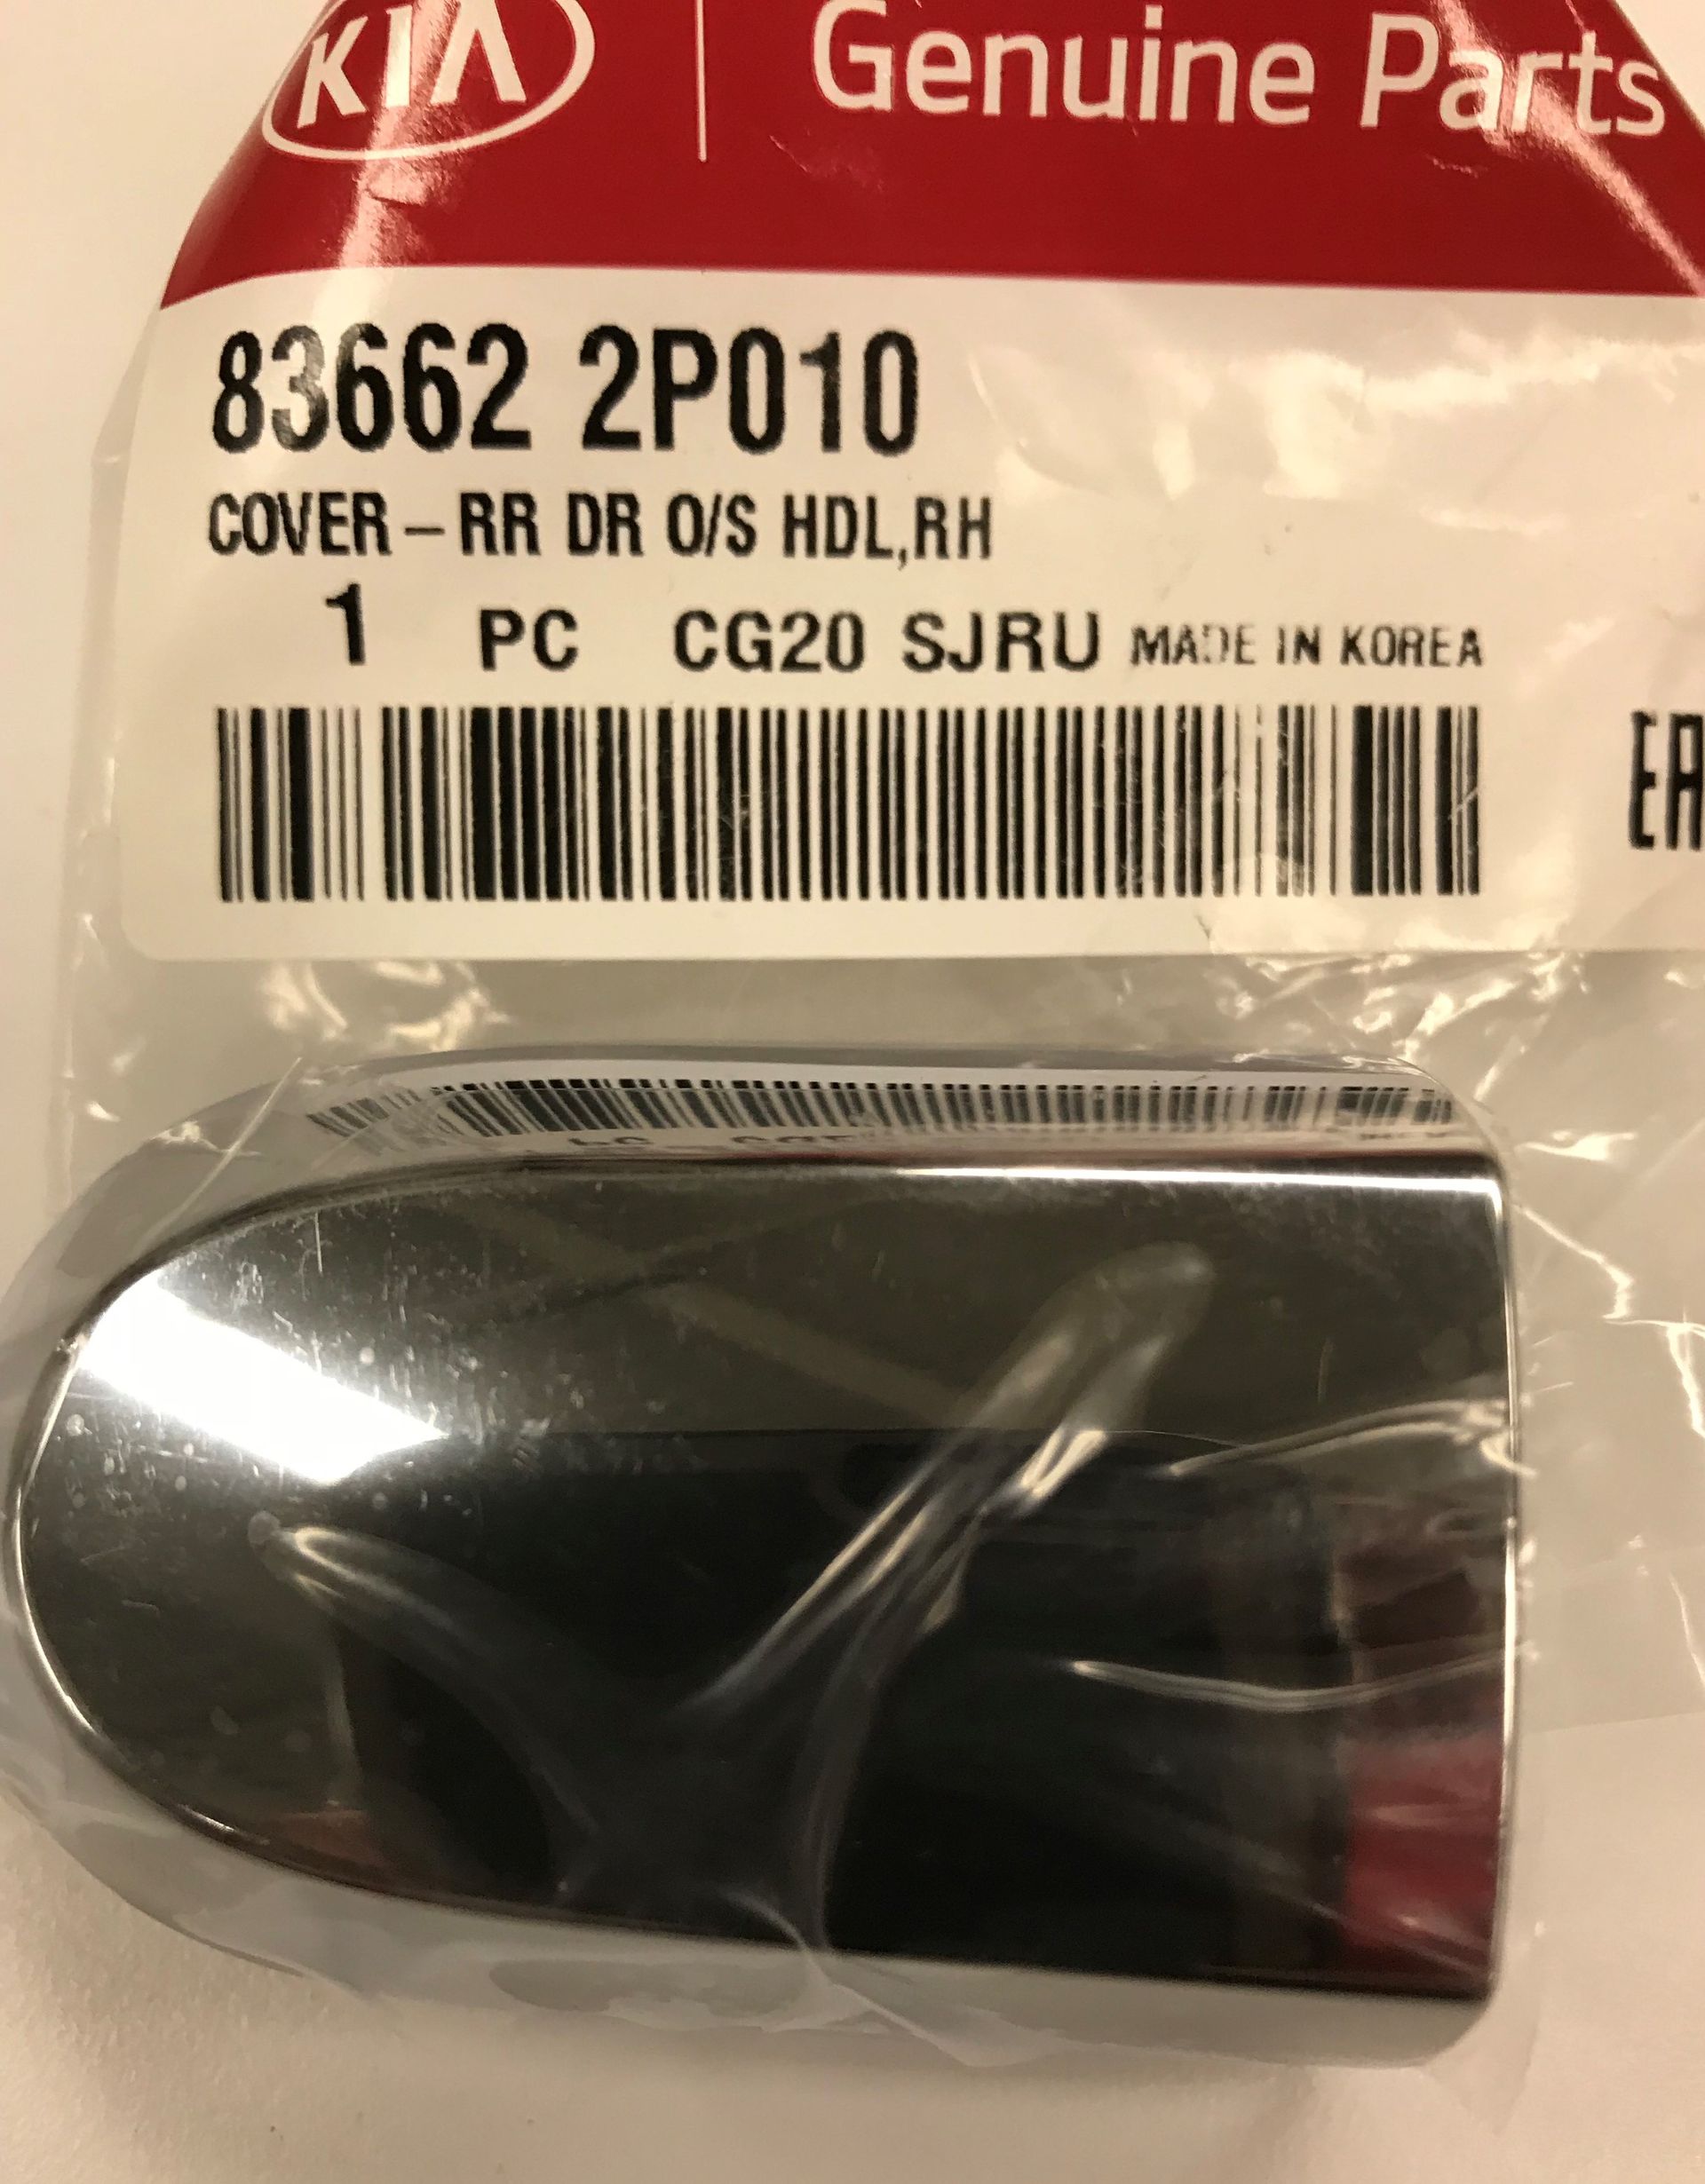 KIA Genuine Parts
83662 2P010
COVER-RR DR O/S HDL,RH
1 PC CG20 SJRU MADE IN KOREA